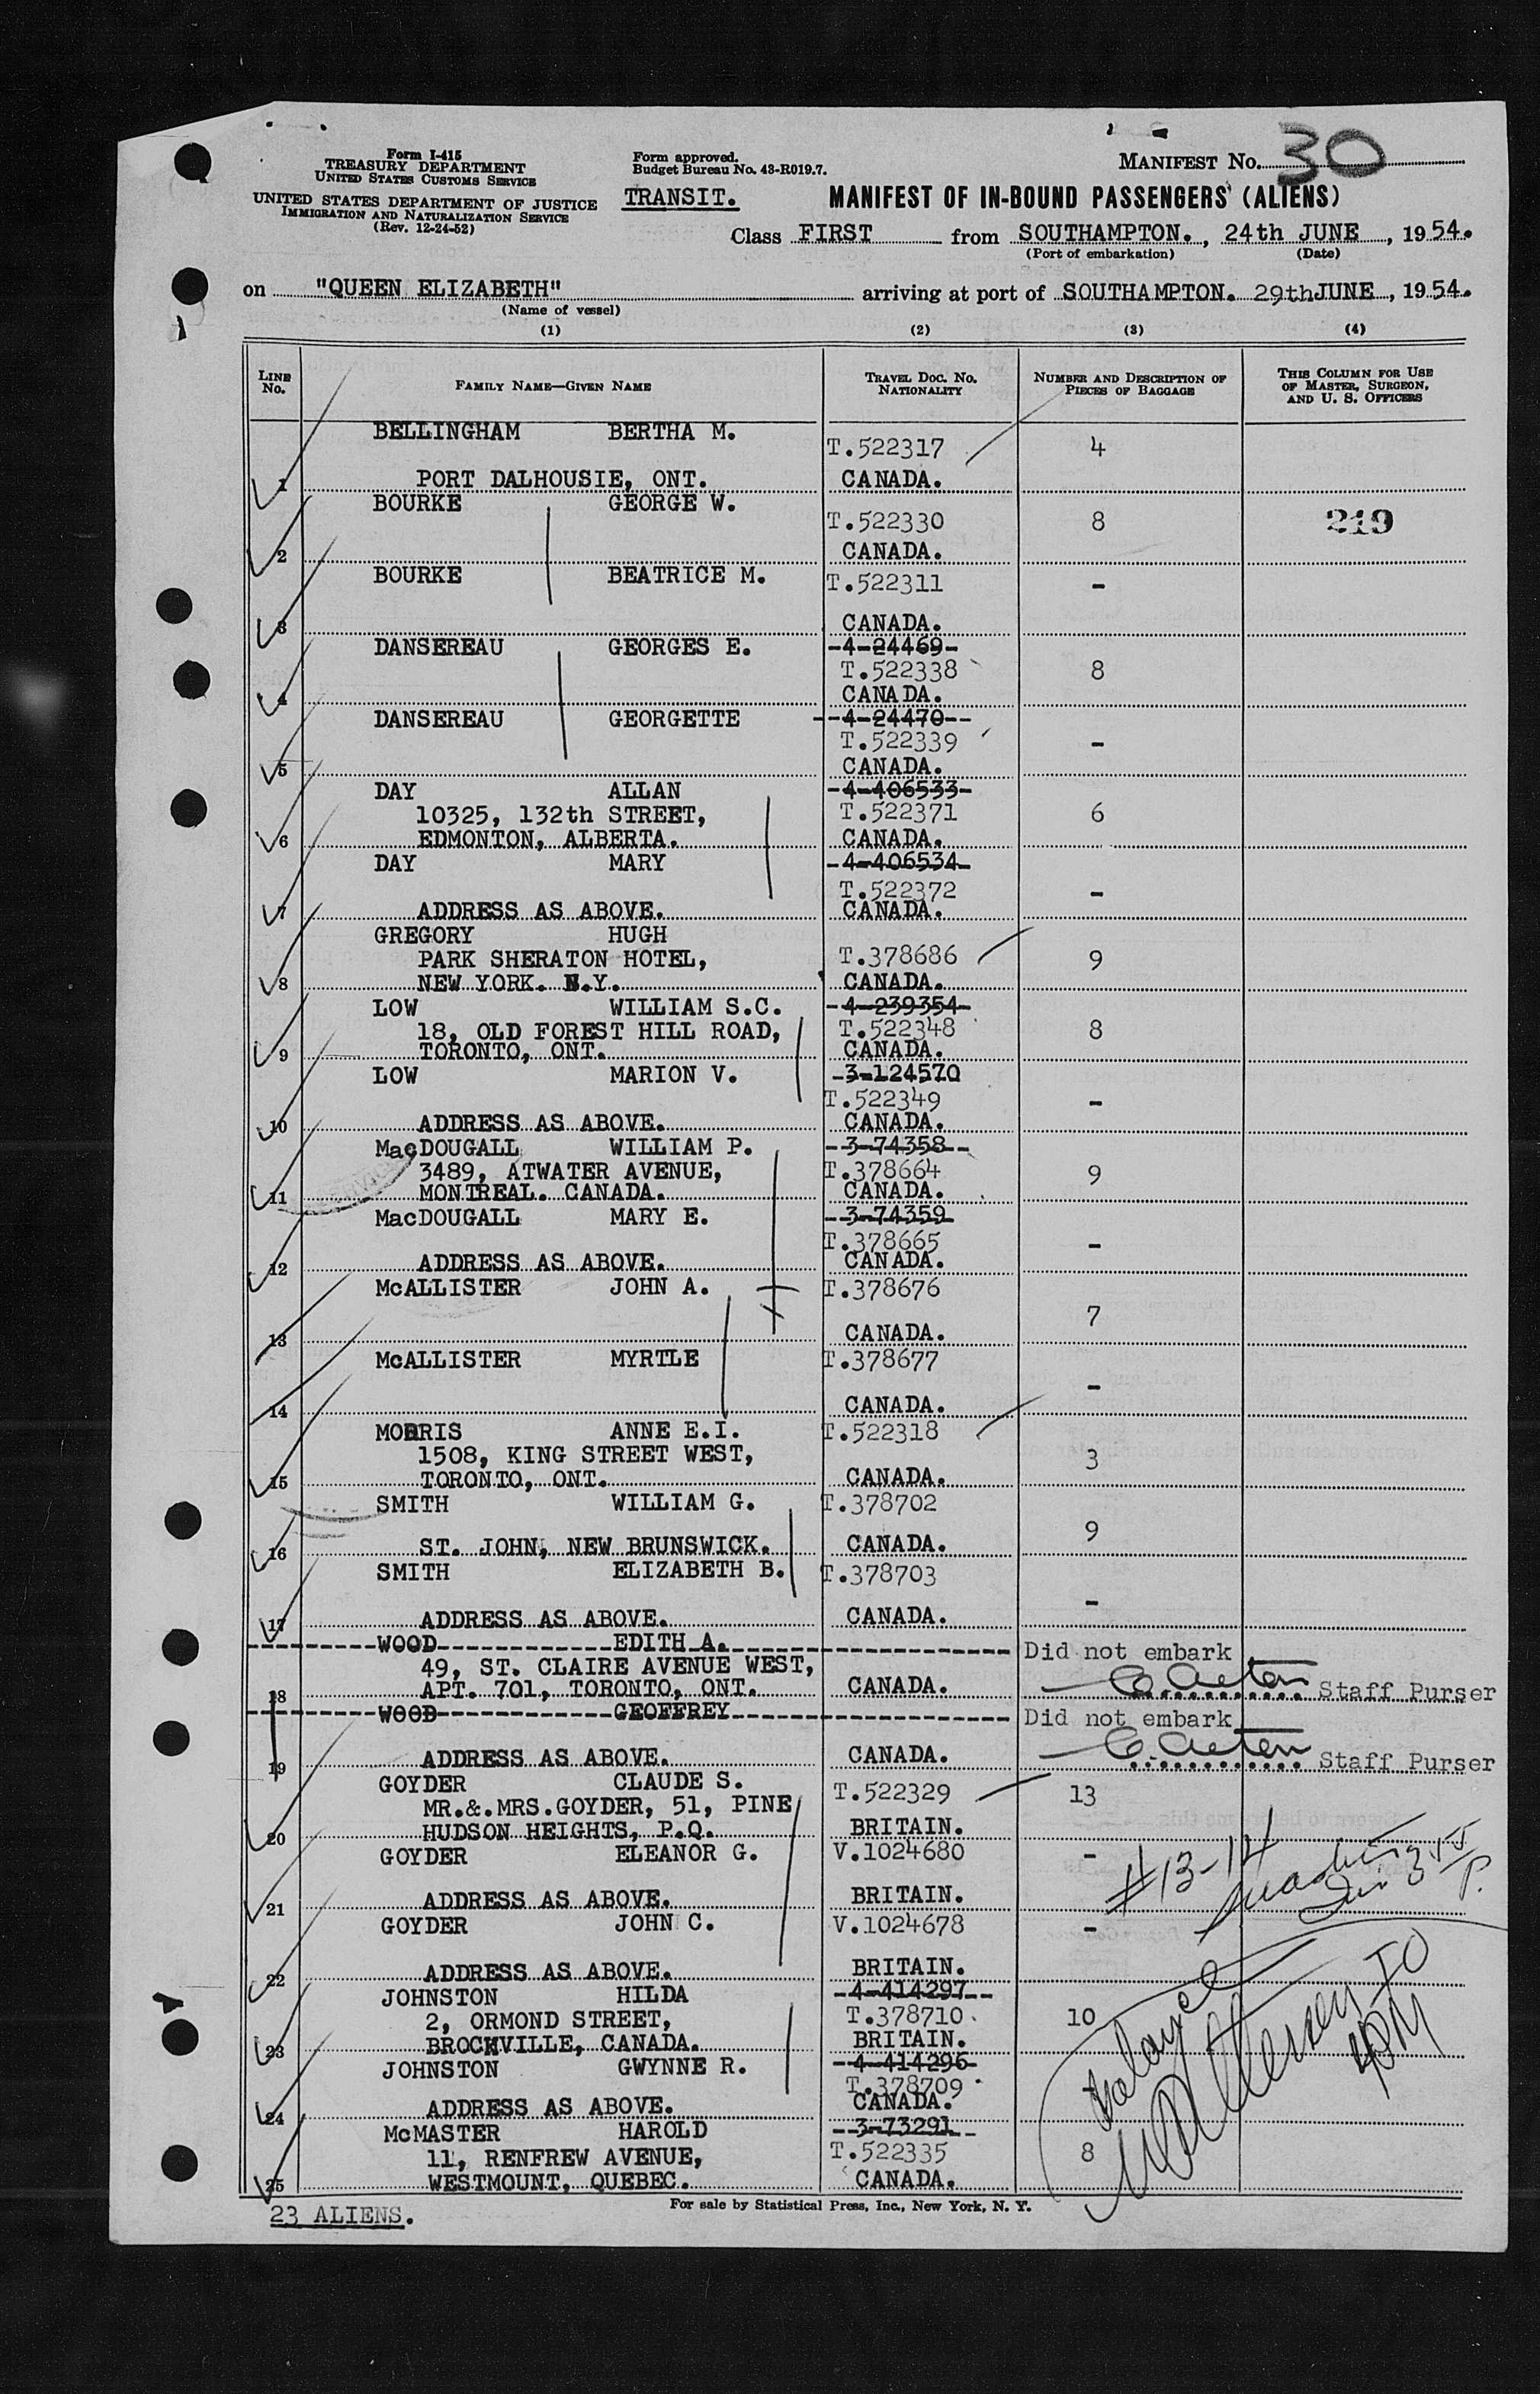 Form I-415
TREASURY DEPARTMENT
UNITED STATES CUSTOMS SERVICE
UNITED STATES DEPARTMENT OF JUSTICE
IMMIGRATION AND NATURALIZATION SERVICE
(Rev. 12-24-52)
Form approved.
Budget Bureau No. 43-R019.7.
TRANSIT.
MANIFEST No. 30
MANIFEST OF IN-BOUND PASSENGERS (ALIENS)
Class FIRST from SOUTHAMPTON., 24th JUNE, 1954.
(Port of embarkation) (Date)
on "QUEEN ELIZABETH" arriving at port of SOUTHAMPTON. 29th JUNE, 1954.
(Name of vessel)
(1) (2) (3) (4)
LINE No. FAMILY NAME—GIVEN NAME TRAVEL DOC. No. NATIONALITY NUMBER AND DESCRIPTION OF PIECES OF BAGGAGE THIS COLUMN FOR USE OF MASTER, SURGEON, AND U. S. OFFICERS
BELLINGHAM BERTHA M. T.522317 4
1 PORT DALHOUSIE, ONT. CANADA.
BOURKE GEORGE W. T.522330 8 219
2 CANADA.
BOURKE BEATRICE M. T.522311 -
3 CANADA.
DANSEREAU GEORGES E. -4-24469-
T.522338 8
4 CANADA.
DANSEREAU GEORGETTE --4-24470--
T.522339 -
5 CANADA.
DAY ALLAN -4-406533-
10325, 132th STREET, T.522371 6
6 EDMONTON, ALBERTA. CANADA.
DAY MARY -4-406534-
T.522372 -
7 ADDRESS AS ABOVE. CANADA.
GREGORY HUGH
PARK SHERATON HOTEL, T.378686 9
8 NEW YORK. N.Y. CANADA.
LOW WILLIAM S.C. -4-239354-
18, OLD FOREST HILL ROAD, T.522348 8
9 TORONTO, ONT. CANADA.
LOW MARION V. -3-124570
T.522349 -
10 ADDRESS AS ABOVE. CANADA.
MacDOUGALL WILLIAM P. --3-74358--
3489, ATWATER AVENUE, T.378664 9
11 MONTREAL. CANADA. CANADA.
MacDOUGALL MARY E. --3-74359-
T.378665 -
12 ADDRESS AS ABOVE. CANADA.
McALLISTER JOHN A. T.378676
7
13 CANADA.
McALLISTER MYRTLE T.378677
-
14 CANADA.
MORRIS ANNE E.I. T.522318
1508, KING STREET WEST, 3
15 TORONTO, ONT. CANADA.
SMITH WILLIAM G. T.378702
9
16 ST. JOHN, NEW BRUNSWICK. CANADA.
SMITH ELIZABETH B. T.378703
-
17 ADDRESS AS ABOVE. CANADA.
WOOD EDITH A. Did not embark
49, ST. CLAIRE AVENUE WEST,
18 APT. 701, TORONTO, ONT. CANADA. Staff Purser
WOOD GEOFFREY Did not embark
19 ADDRESS AS ABOVE. CANADA. Staff Purser
GOYDER CLAUDE S. T.522329 13
MR.&.MRS.GOYDER, 51, PINE
20 HUDSON HEIGHTS, P.Q. BRITAIN.
GOYDER ELEANOR G. V.1024680 -
#13-14
21 ADDRESS AS ABOVE. BRITAIN.
GOYDER JOHN C. V.1024678 -
22 ADDRESS AS ABOVE. BRITAIN.
JOHNSTON HILDA --4-414297--
2, ORMOND STREET, T.378710. 10
23 BROCKVILLE, CANADA. BRITAIN.
JOHNSTON GWYNNE R. --4-414296-
T.378709
24 ADDRESS AS ABOVE. CANADA.
McMASTER HAROLD --3-73291--
11, RENFREW AVENUE, T.522335 8
25 WESTMOUNT, QUEBEC. CANADA.
For sale by Statistical Press, Inc., New York, N. Y.
23 ALIENS.